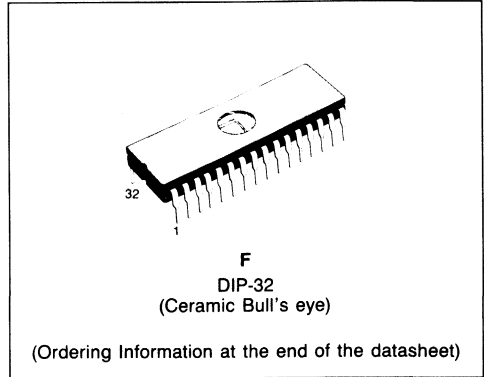 32
1
F
DIP-32
(Ceramic Bull's eye)
(Ordering Information at the end of the datasheet)